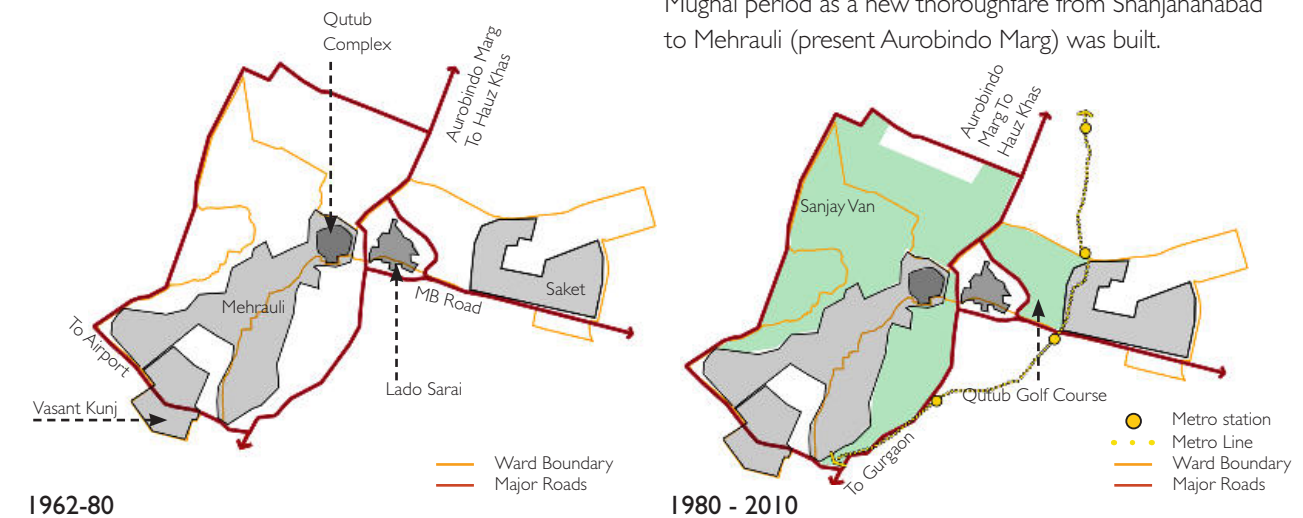 Mughal period as a new thoroughfare from Shahjahanabad
to Mehrauli (present Aurobindo Marg) was built.
Qutub
Complex
Aurobindo Marg
To Hauz Khas
Mehrauli
MB Road
Saket
To Airport
Lado Sarai
Vasant Kunj
Ward Boundary
Major Roads
1962-80
Aurobindo
Marg To
Hauz Khas
Sanjay Van
Qutub Golf Course
To Gurgaon
Metro station
Metro Line
Ward Boundary
Major Roads
1980 - 2010